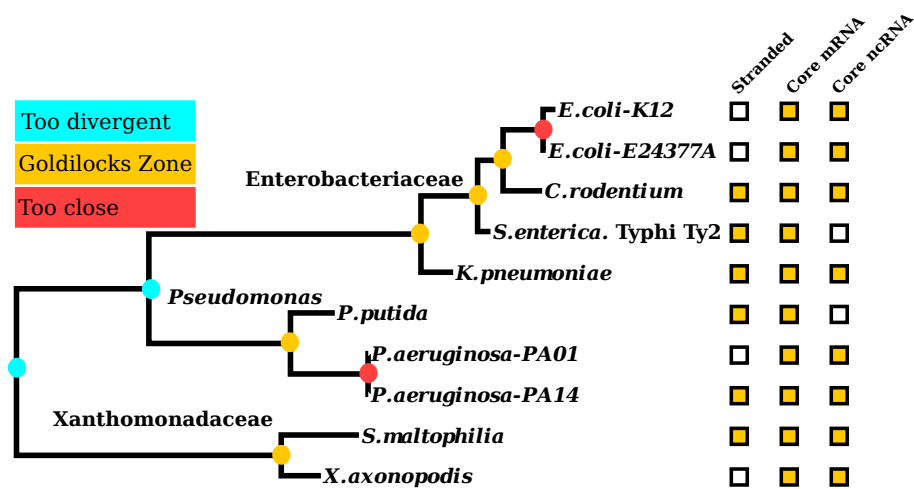 Stranded
Core mRNA
Core ncRNA
Too divergent
Goldilocks Zone
Too close
E.coli-K12
E.coli-E24377A
Enterobacteriaceae
C.rodentium
S.enterica. Typhi Ty2
K.pneumoniae
Pseudomonas
P.putida
P.aeruginosa-PA01
P.aeruginosa-PA14
Xanthomonadaceae
S.maltophilia
X.axonopodis